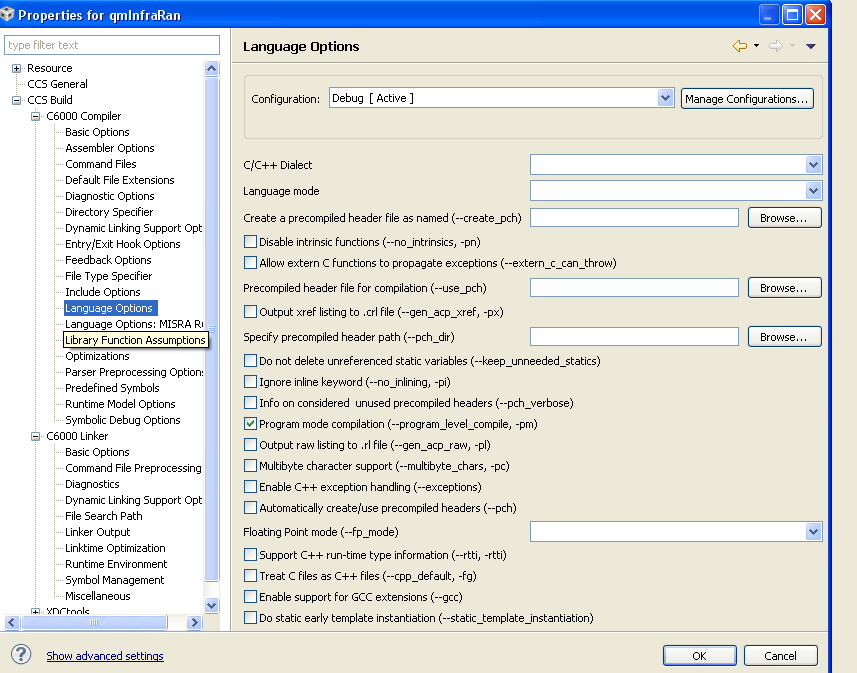 Properties for qmInfraRan
type filter text
Resource
CCS General
CCS Build
C6000 Compiler
Basic Options
Assembler Options
Command Files
Default File Extensions
Diagnostic Options
Directory Specifier
Dynamic Linking Support Opt
Entry/Exit Hook Options
Feedback Options
File Type Specifier
Include Options
Language Options
Language Options: MISRA Ru
Library Function Assumptions
Optimizations
Parser Preprocessing Options
Predefined Symbols
Runtime Model Options
Symbolic Debug Options
C6000 Linker
Basic Options
Command File Preprocessing
Diagnostics
Dynamic Linking Support Opt
File Search Path
Linker Output
Linktime Optimization
Runtime Environment
Symbol Management
Miscellaneous
XDCtools
Language Options
Configuration: Debug [ Active ] Manage Configurations...
C/C++ Dialect
Language mode
Create a precompiled header file as named (--create_pch) Browse...
Disable intrinsic functions (--no_intrinsics, -pn)
Allow extern C functions to propagate exceptions (--extern_c_can_throw)
Precompiled header file for compilation (--use_pch) Browse...
Output xref listing to .crl file (--gen_acp_xref, -px)
Specify precompiled header path (--pch_dir) Browse...
Do not delete unreferenced static variables (--keep_unneeded_statics)
Ignore inline keyword (--no_inlining, -pi)
Info on considered unused precompiled headers (--pch_verbose)
Program mode compilation (--program_level_compile, -pm)
Output raw listing to .rl file (--gen_acp_raw, -pl)
Multibyte character support (--multibyte_chars, -pc)
Enable C++ exception handling (--exceptions)
Automatically create/use precompiled headers (--pch)
Floating Point mode (--fp_mode)
Support C++ run-time type information (--rtti, -rtti)
Treat C files as C++ files (--cpp_default, -fg)
Enable support for GCC extensions (--gcc)
Do static early template instantiation (--static_template_instantiation)
Show advanced settings
OK Cancel